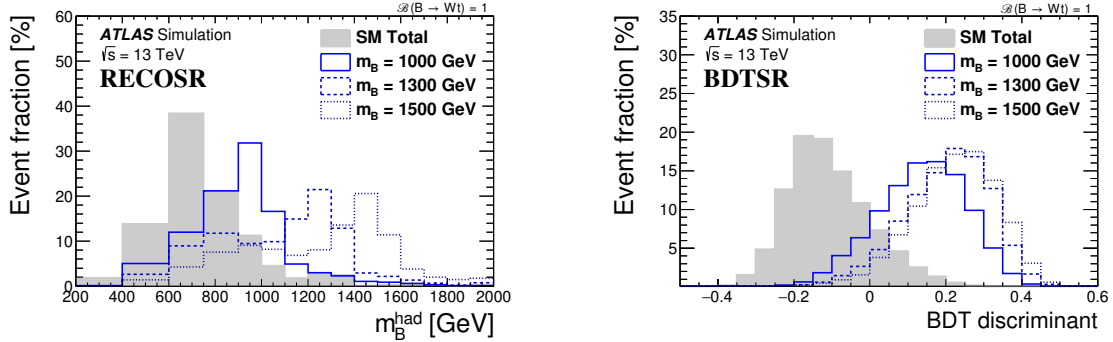 𝓑(B → Wt) = 1
Event fraction [%]
60
50
40
30
20
10
0
ATLAS Simulation
√s = 13 TeV
RECOSR
SM Total
m_B = 1000 GeV
m_B = 1300 GeV
m_B = 1500 GeV
200 400 600 800 1000 1200 1400 1600 1800 2000
m_B^had [GeV]
𝓑(B → Wt) = 1
Event fraction [%]
35
30
25
20
15
10
5
ATLAS Simulation
√s = 13 TeV
BDTSR
SM Total
m_B = 1000 GeV
m_B = 1300 GeV
m_B = 1500 GeV
−0.4 −0.2 0 0.2 0.4 0.6
BDT discriminant